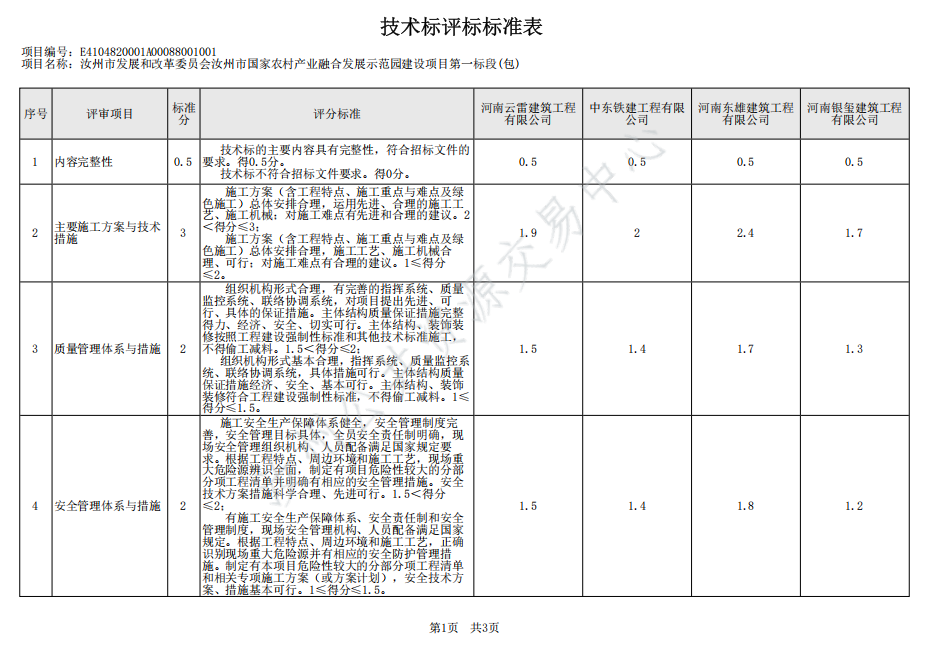 技术标评标标准表
项目编号：E4104820001A00088001001
项目名称：汝州市发展和改革委员会汝州市国家农村产业融合发展示范园建设项目第一标段(包)
序号 评审项目 标准分 评分标准 河南云雷建筑工程有限公司 中东铁建工程有限公司 河南东雄建筑工程有限公司 河南银玺建筑工程有限公司
1 内容完整性 0.5
技术标的主要内容具有完整性，符合招标文件的
要求。得0.5分。
技术标不符合招标文件要求。得0分。
0.5 0.5 0.5 0.5
2 主要施工方案与技术措施 3
施工方案（含工程特点、施工重点与难点及绿
色施工）总体安排合理，运用先进、合理的施工工
艺、施工机械；对施工难点有先进和合理的建议。2
＜得分≤3；
施工方案（含工程特点、施工重点与难点及绿
色施工）总体安排合理，施工工艺、施工机械合
理、可行；对施工难点有合理的建议。1≤得分
≤2。
1.9 2 2.4 1.7
3 质量管理体系与措施 2
组织机构形式合理，有完善的指挥系统、质量
监控系统、联络协调系统，对项目提出先进、可
行、具体的保证措施。主体结构质量保证措施完整
得力、经济、安全、切实可行。主体结构、装饰装
修按照工程建设强制性标准和其他技术标准施工，
不得偷工减料。1.5＜得分≤2；
组织机构形式基本合理，指挥系统、质量监控系
统、联络协调系统，具体措施可行。主体结构质量
保证措施经济、安全、基本可行。主体结构、装饰
装修符合工程建设强制性标准，不得偷工减料。1≤
得分≤1.5。
1.5 1.4 1.7 1.3
4 安全管理体系与措施 2
施工安全生产保障体系健全，安全管理制度完
善，安全管理目标具体，全员安全责任制明确，现
场安全管理组织机构、人员配备满足国家规定要
求。根据工程特点、周边环境和施工工艺，现场重
大危险源辨识全面，制定有项目危险性较大的分部
分项工程清单并明确有相应的安全管理措施。安全
技术方案措施科学合理、先进可行。1.5＜得分
≤2；
有施工安全生产保障体系、安全责任制和安全
管理制度，现场安全管理机构、人员配备满足国家
规定。根据工程特点、周边环境和施工工艺，正确
识别现场重大危险源并有相应的安全防护管理措
施。制定有本项目危险性较大的分部分项工程清单
和相关专项施工方案（或方案计划），安全技术方
案、措施基本可行。1≤得分≤1.5。
1.5 1.4 1.8 1.2
第1页 共3页